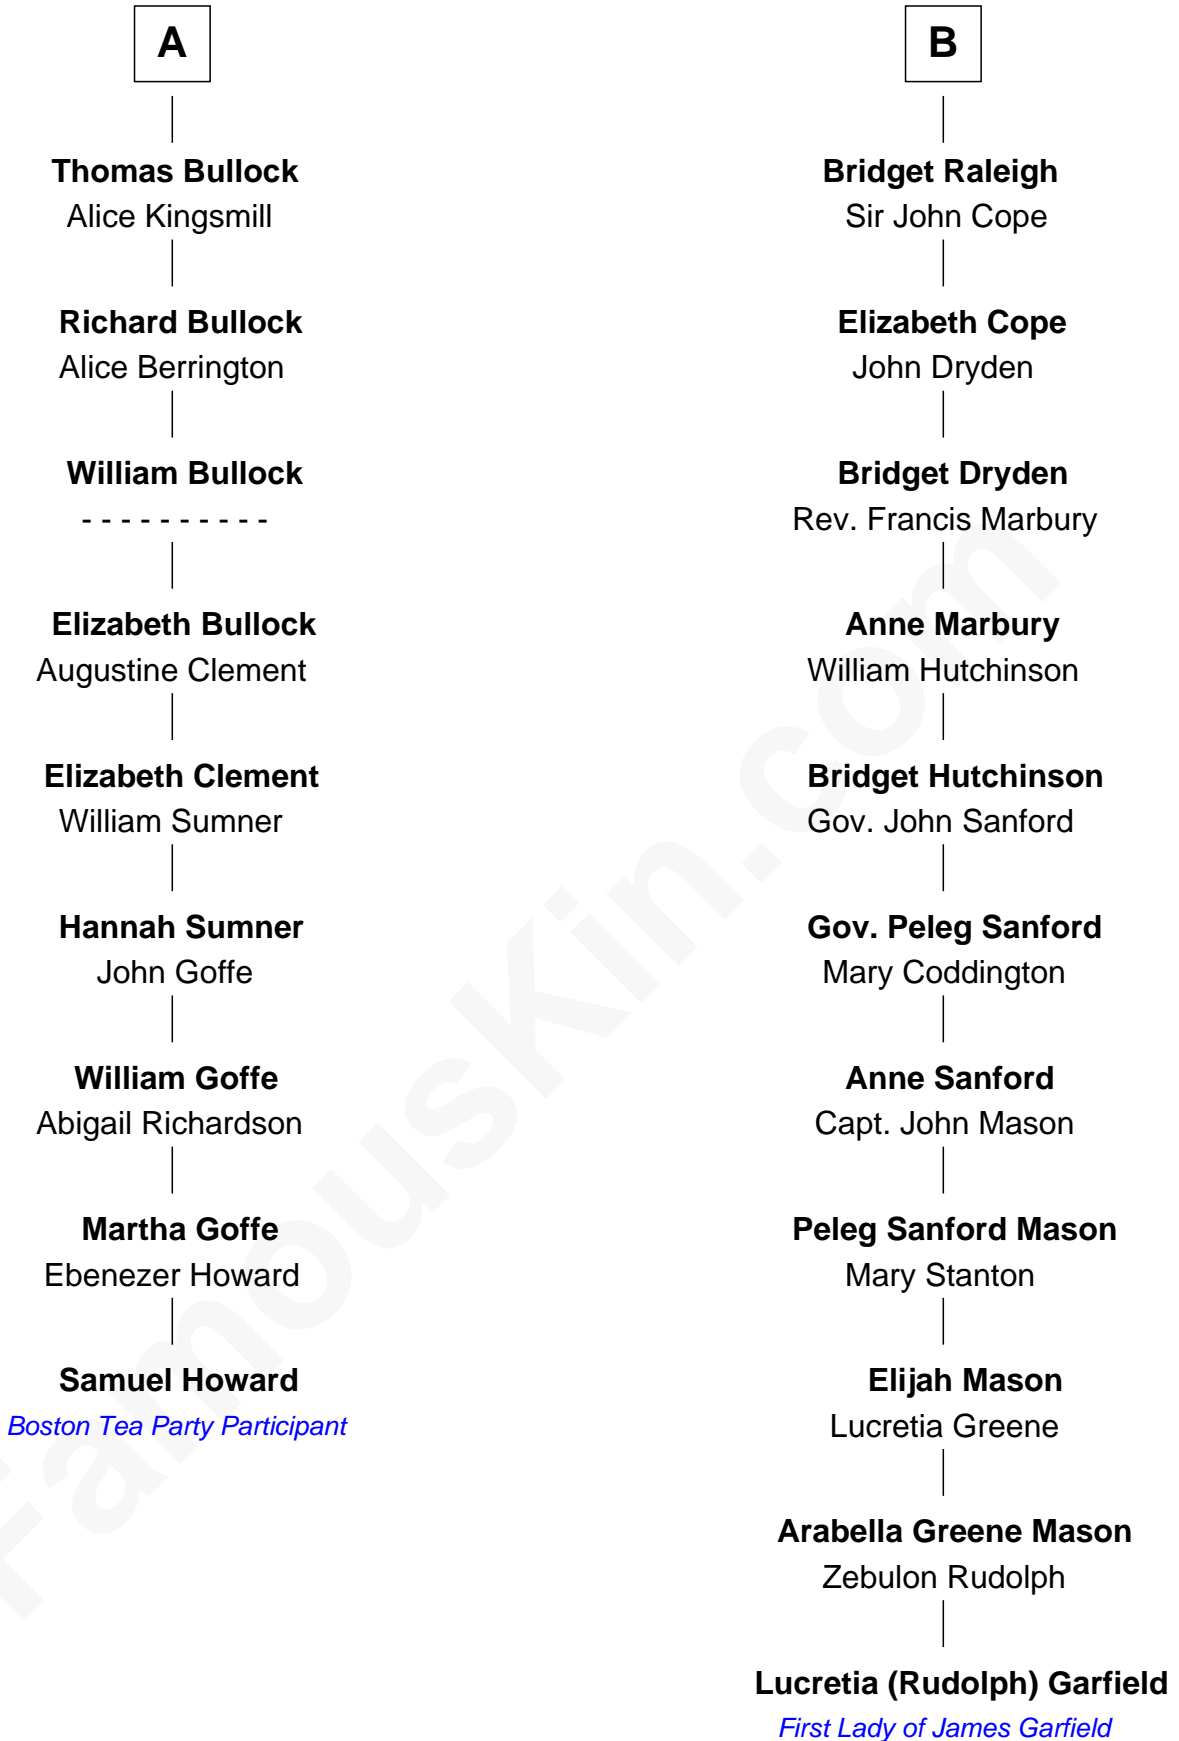 A
Thomas Bullock
Alice Kingsmill
Richard Bullock
Alice Berrington
William Bullock
- - - - - - - - - -
Elizabeth Bullock
Augustine Clement
Elizabeth Clement
William Sumner
Hannah Sumner
John Goffe
William Goffe
Abigail Richardson
Martha Goffe
Ebenezer Howard
Samuel Howard
Boston Tea Party Participant
B
Bridget Raleigh
Sir John Cope
Elizabeth Cope
John Dryden
Bridget Dryden
Rev. Francis Marbury
Anne Marbury
William Hutchinson
Bridget Hutchinson
Gov. John Sanford
Gov. Peleg Sanford
Mary Coddington
Anne Sanford
Capt. John Mason
Peleg Sanford Mason
Mary Stanton
Elijah Mason
Lucretia Greene
Arabella Greene Mason
Zebulon Rudolph
Lucretia (Rudolph) Garfield
First Lady of James Garfield
FamousKin.com